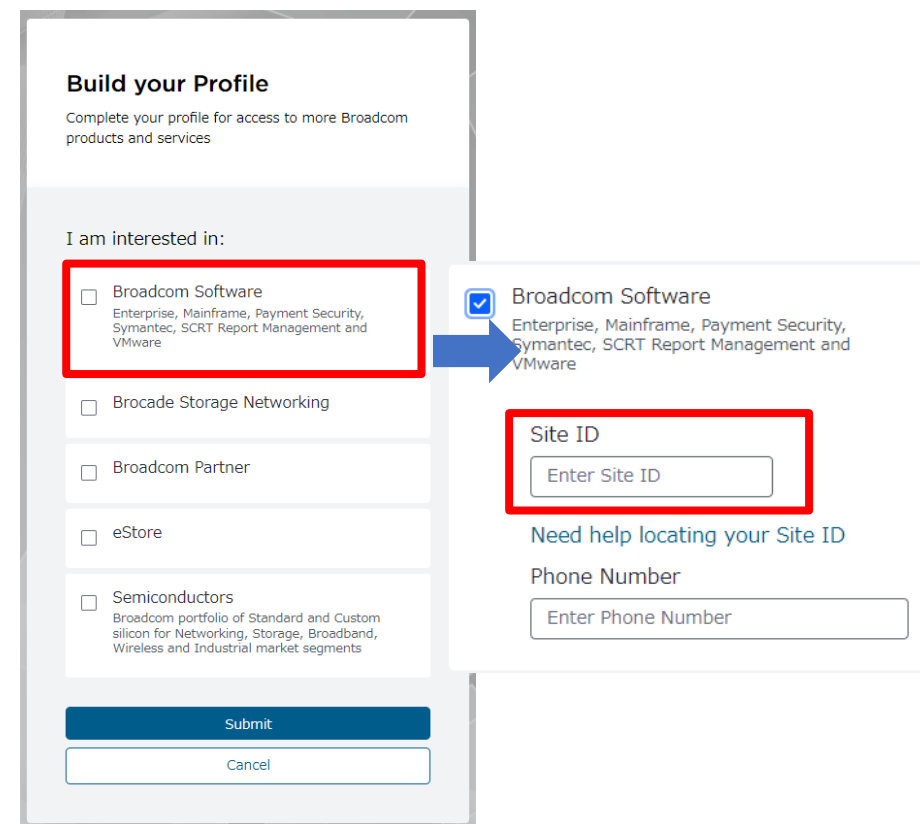 Build your Profile
Complete your profile for access to more Broadcom
products and services
I am interested in:
Broadcom Software
Enterprise, Mainframe, Payment Security,
Symantec, SCRT Report Management and
VMware
Brocade Storage Networking
Broadcom Partner
eStore
Semiconductors
Broadcom portfolio of Standard and Custom
silicon for Networking, Storage, Broadband,
Wireless and Industrial market segments
Submit
Cancel
Broadcom Software
Enterprise, Mainframe, Payment Security,
Symantec, SCRT Report Management and
VMware
Site ID
Enter Site ID
Need help locating your Site ID
Phone Number
Enter Phone Number